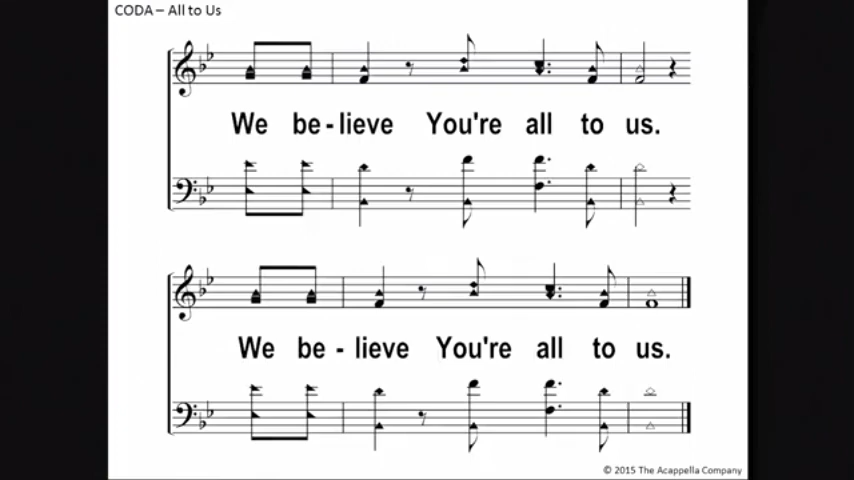 CODA – All to Us
We be - lieve You're all to us.
We be - lieve You're all to us.
© 2015 The Acappella Company